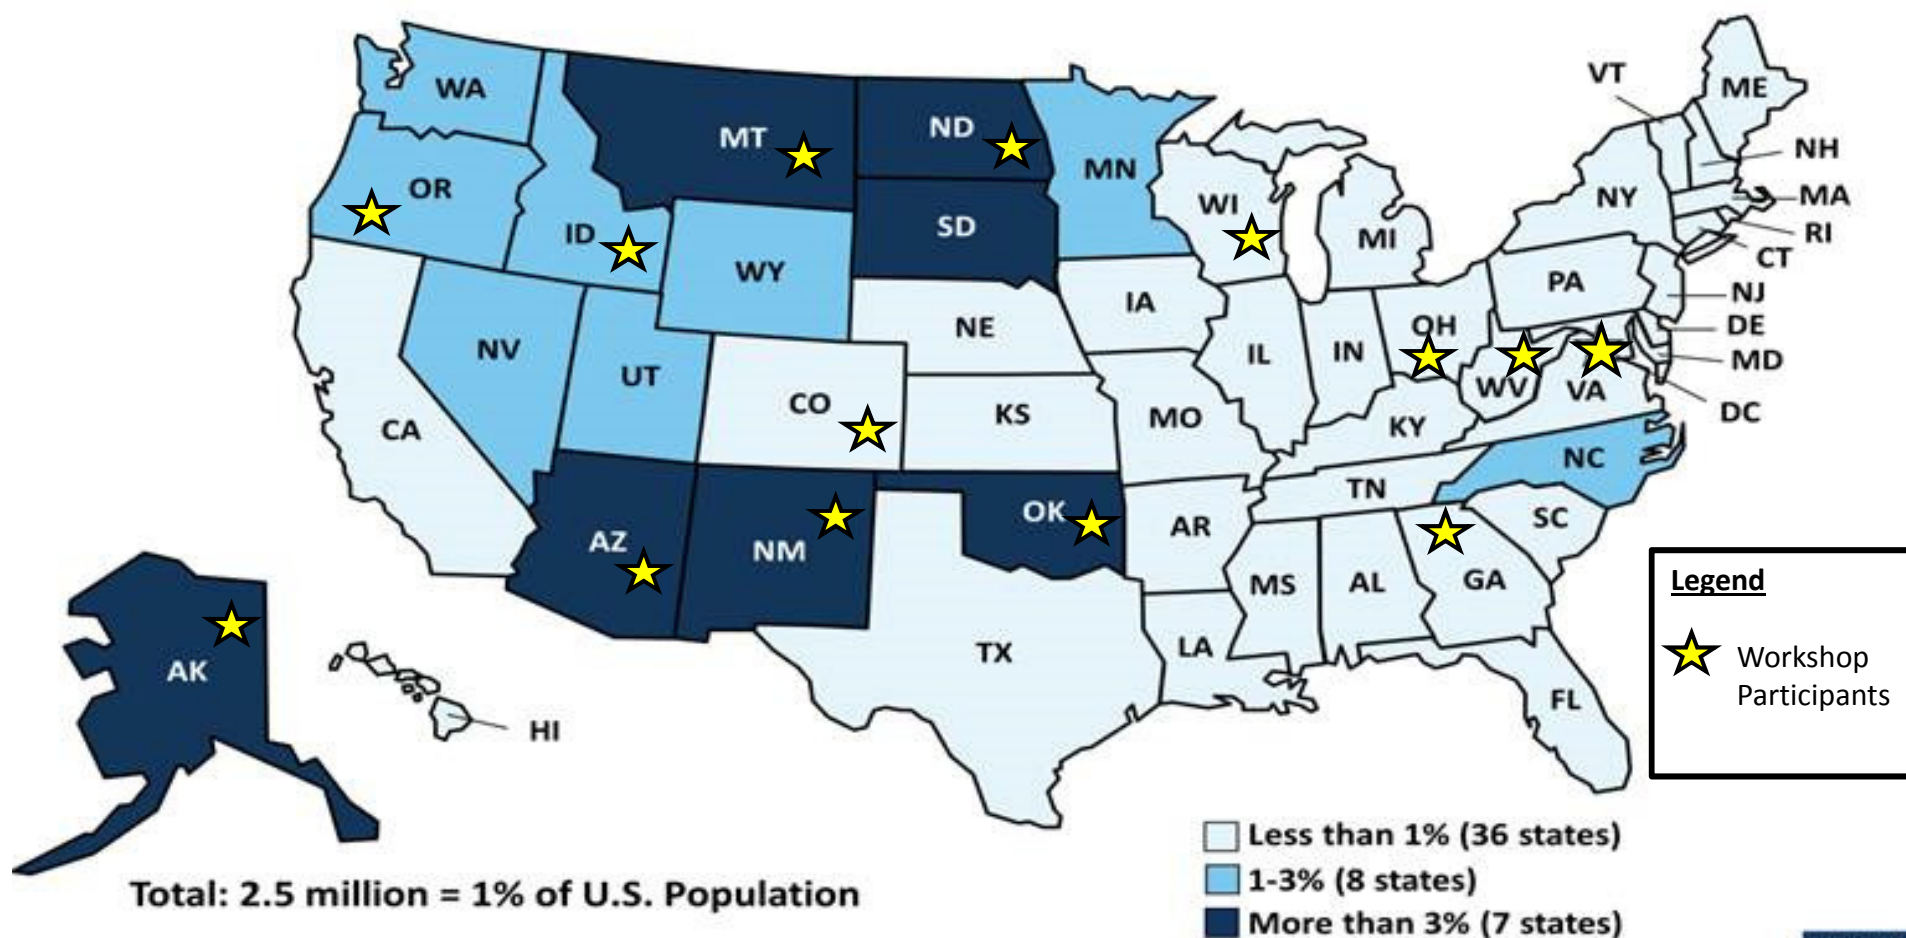 WA
MT
ND
MN
VT
ME
NH
OR
ID
SD
WI
MI
NY
MA
RI
CT
WY
PA
NJ
IA
NE
OH
DE
NV
UT
IL
IN
MD
WV
VA
DC
CO
KS
MO
KY
CA
NC
TN
OK
AR
SC
AZ
NM
MS
AL
GA
TX
LA
FL
AK
HI
Legend
Workshop
Participants
Less than 1% (36 states)
1-3% (8 states)
More than 3% (7 states)
Total: 2.5 million = 1% of U.S. Population